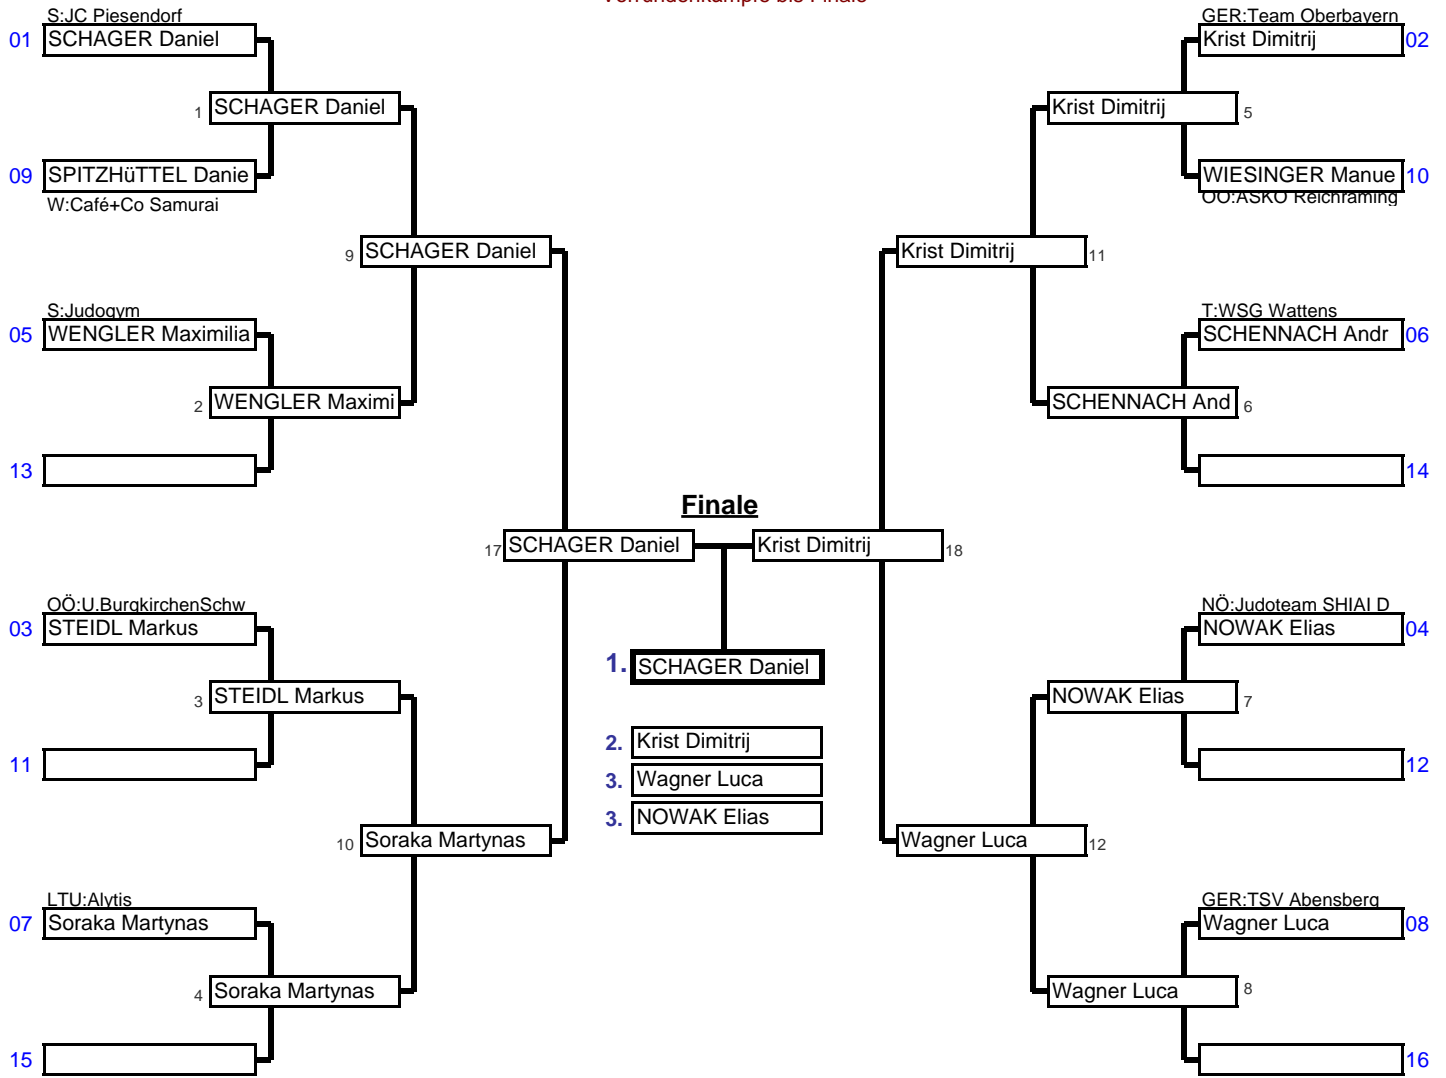 Vorrundenkämpfe bis Finale
S:JC Piesendorf
01 SCHAGER Daniel
1 SCHAGER Daniel
09 SPITZHüTTEL Danie
W:Café+Co Samurai
9 SCHAGER Daniel
S:Judogym
05 WENGLER Maximilia
2 WENGLER Maximi
13
17 SCHAGER Daniel
OÖ:U.BurgkirchenSchw
03 STEIDL Markus
3 STEIDL Markus
11
10 Soraka Martynas
LTU:Alytis
07 Soraka Martynas
4 Soraka Martynas
15
Finale
1. SCHAGER Daniel
2. Krist Dimitrij
3. Wagner Luca
3. NOWAK Elias
GER:Team Oberbayern
Krist Dimitrij 02
Krist Dimitrij 5
WIESINGER Manue 10
OÖ:ASKÖ Reichraming
Krist Dimitrij 11
T:WSG Wattens
SCHENNACH Andr 06
SCHENNACH And 6
14
Krist Dimitrij 18
NÖ:Judoteam SHIAI D
NOWAK Elias 04
NOWAK Elias 7
12
Wagner Luca 12
GER:TSV Abensberg
Wagner Luca 08
Wagner Luca 8
16